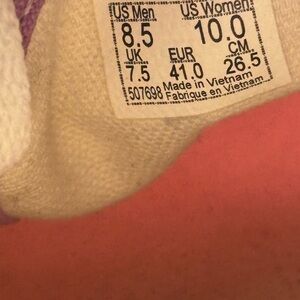 US Men US Women
8.5 10.0
UK EUR CM
7.5 41.0 26.5
507698 Made in Vietnam
Fabrique en Vietnam